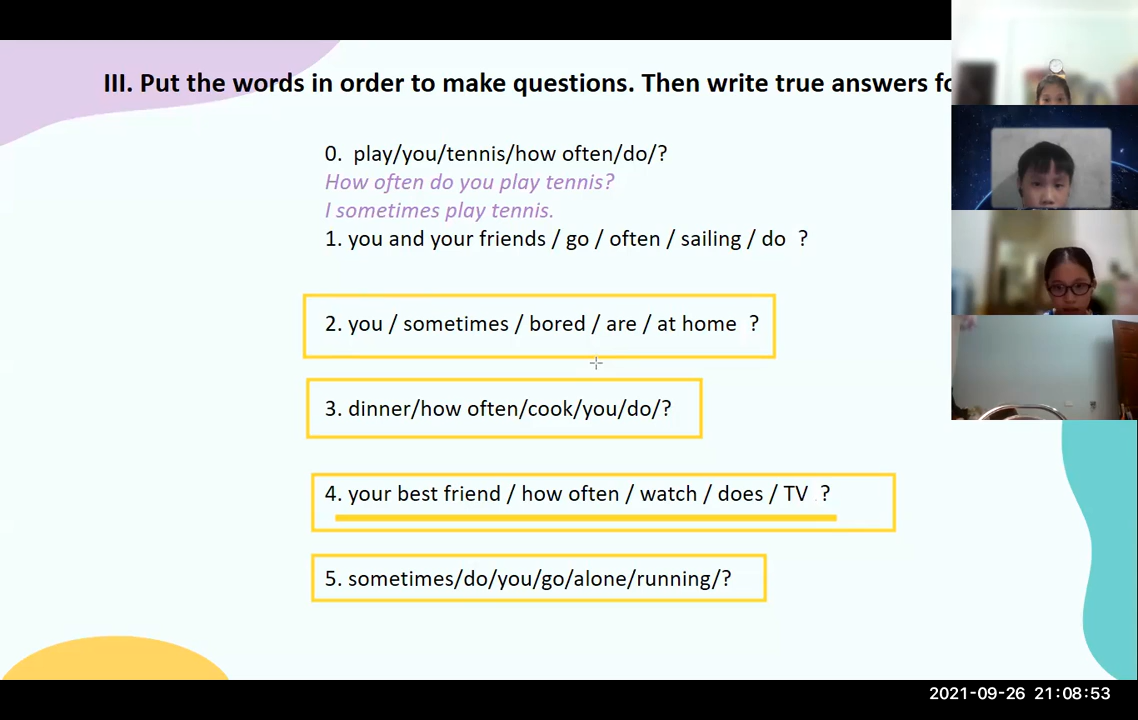 III. Put the words in order to make questions. Then write true answers fo
0. play/you/tennis/how often/do/?
How often do you play tennis?
I sometimes play tennis.
1. you and your friends / go / often / sailing / do ?
2. you / sometimes / bored / are / at home ?
3. dinner/how often/cook/you/do/?
4. your best friend / how often / watch / does / TV ?
5. sometimes/do/you/go/alone/running/?
2021-09-26 21:08:53